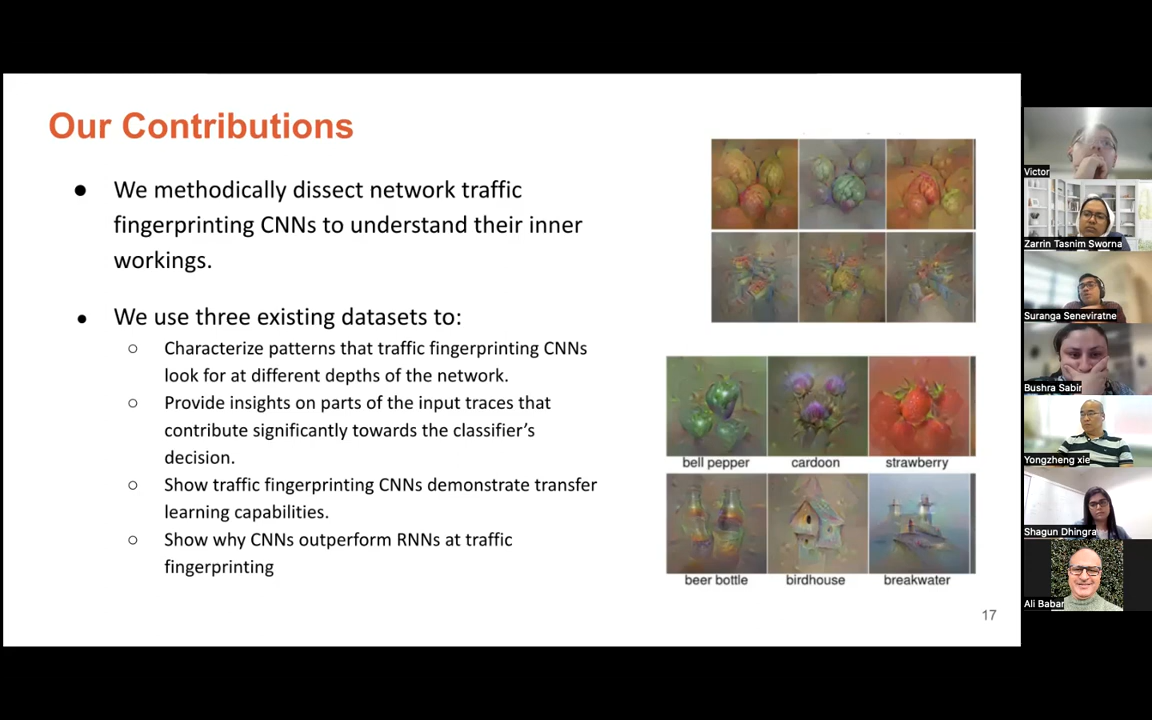 Our Contributions
● We methodically dissect network traffic
fingerprinting CNNs to understand their inner
workings.
● We use three existing datasets to:
○ Characterize patterns that traffic fingerprinting CNNs
look for at different depths of the network.
○ Provide insights on parts of the input traces that
contribute significantly towards the classifier’s
decision.
○ Show traffic fingerprinting CNNs demonstrate transfer
learning capabilities.
○ Show why CNNs outperform RNNs at traffic
fingerprinting
bell pepper cardoon strawberry
beer bottle birdhouse breakwater
17
Victor
Zarrin Tasnim Sworna
Suranga Seneviratne
Bushra Sabir
Yongzheng xie
Shagun Dhingra
Ali Babar